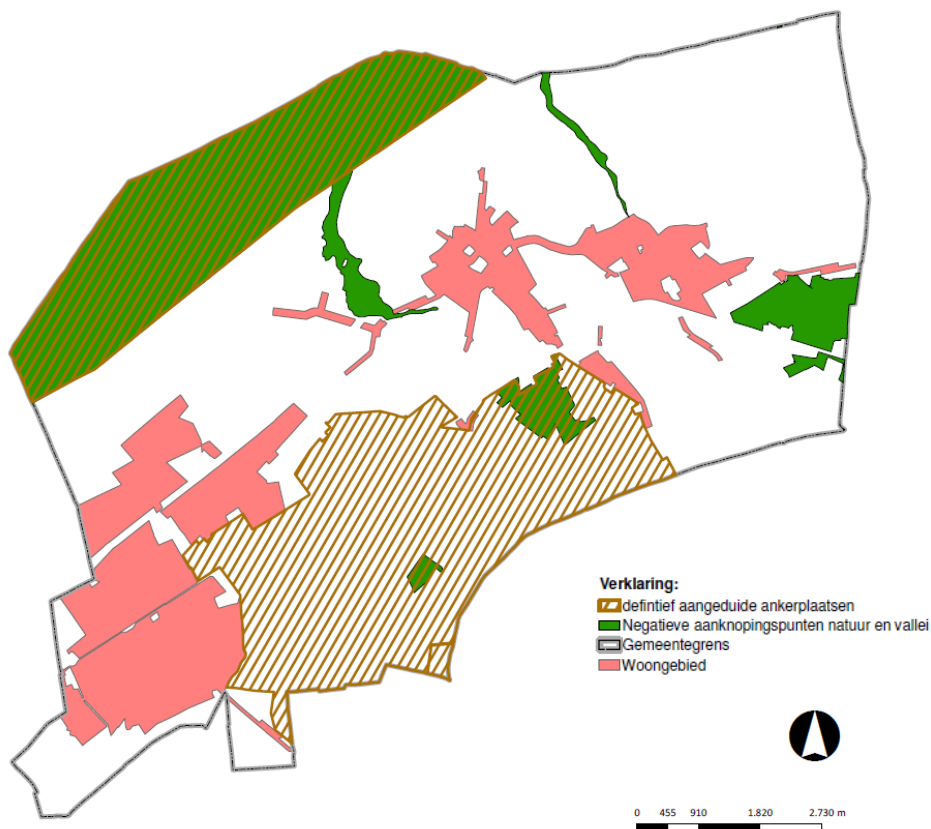 Verklaring:
defintief aangeduide ankerplaatsen
Negatieve aanknopingspunten natuur en vallei
Gemeentegrens
Woongebied
0 455 910 1.820 2.730 m